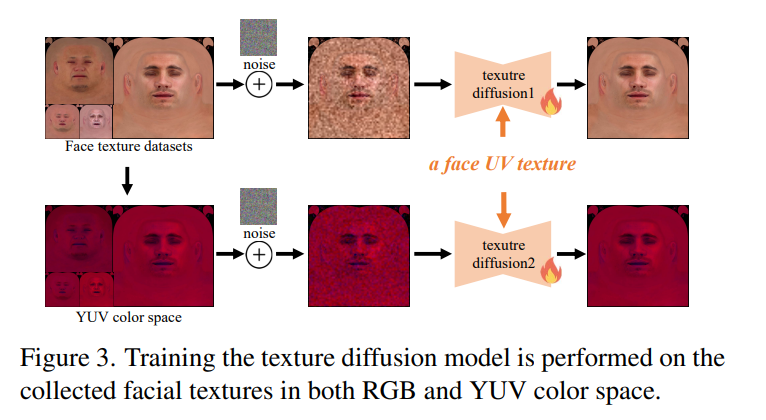 noise
texutre
diffusion1
Face texture datasets
a face UV texture
noise
texutre
diffusion2
YUV color space
Figure 3. Training the texture diffusion model is performed on the
collected facial textures in both RGB and YUV color space.